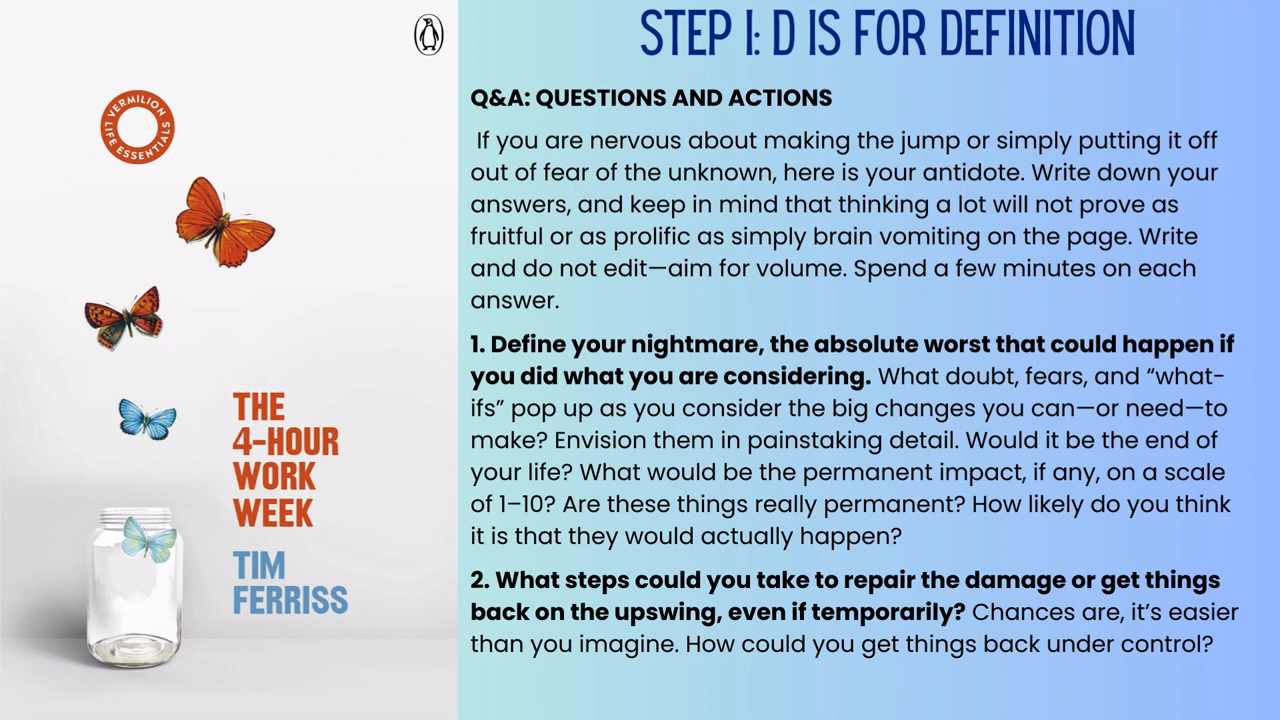 VERMILION
LIFE ESSENTIALS
THE
4-HOUR
WORK
WEEK
TIM
FERRISS
STEP 1: D IS FOR DEFINITION
Q&A: QUESTIONS AND ACTIONS
If you are nervous about making the jump or simply putting it off
out of fear of the unknown, here is your antidote. Write down your
answers, and keep in mind that thinking a lot will not prove as
fruitful or as prolific as simply brain vomiting on the page. Write
and do not edit—aim for volume. Spend a few minutes on each
answer.
1. Define your nightmare, the absolute worst that could happen if
you did what you are considering. What doubt, fears, and “what-
ifs” pop up as you consider the big changes you can—or need—to
make? Envision them in painstaking detail. Would it be the end of
your life? What would be the permanent impact, if any, on a scale
of 1–10? Are these things really permanent? How likely do you think
it is that they would actually happen?
2. What steps could you take to repair the damage or get things
back on the upswing, even if temporarily? Chances are, it’s easier
than you imagine. How could you get things back under control?